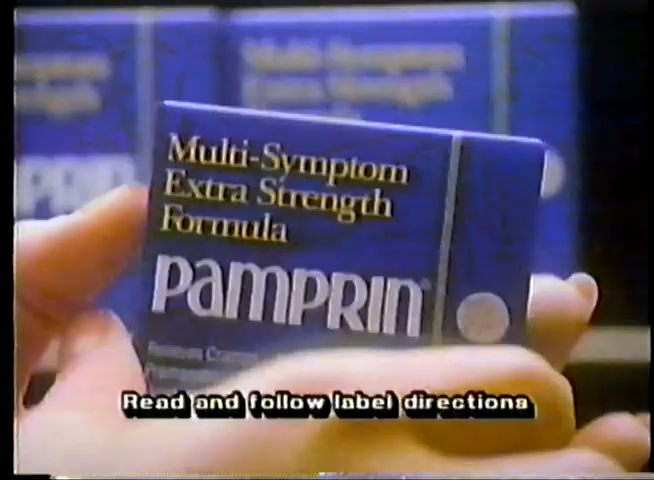 Multi-Symptom
Extra Strength
Formula
PAMPRIN
Read and follow label directions